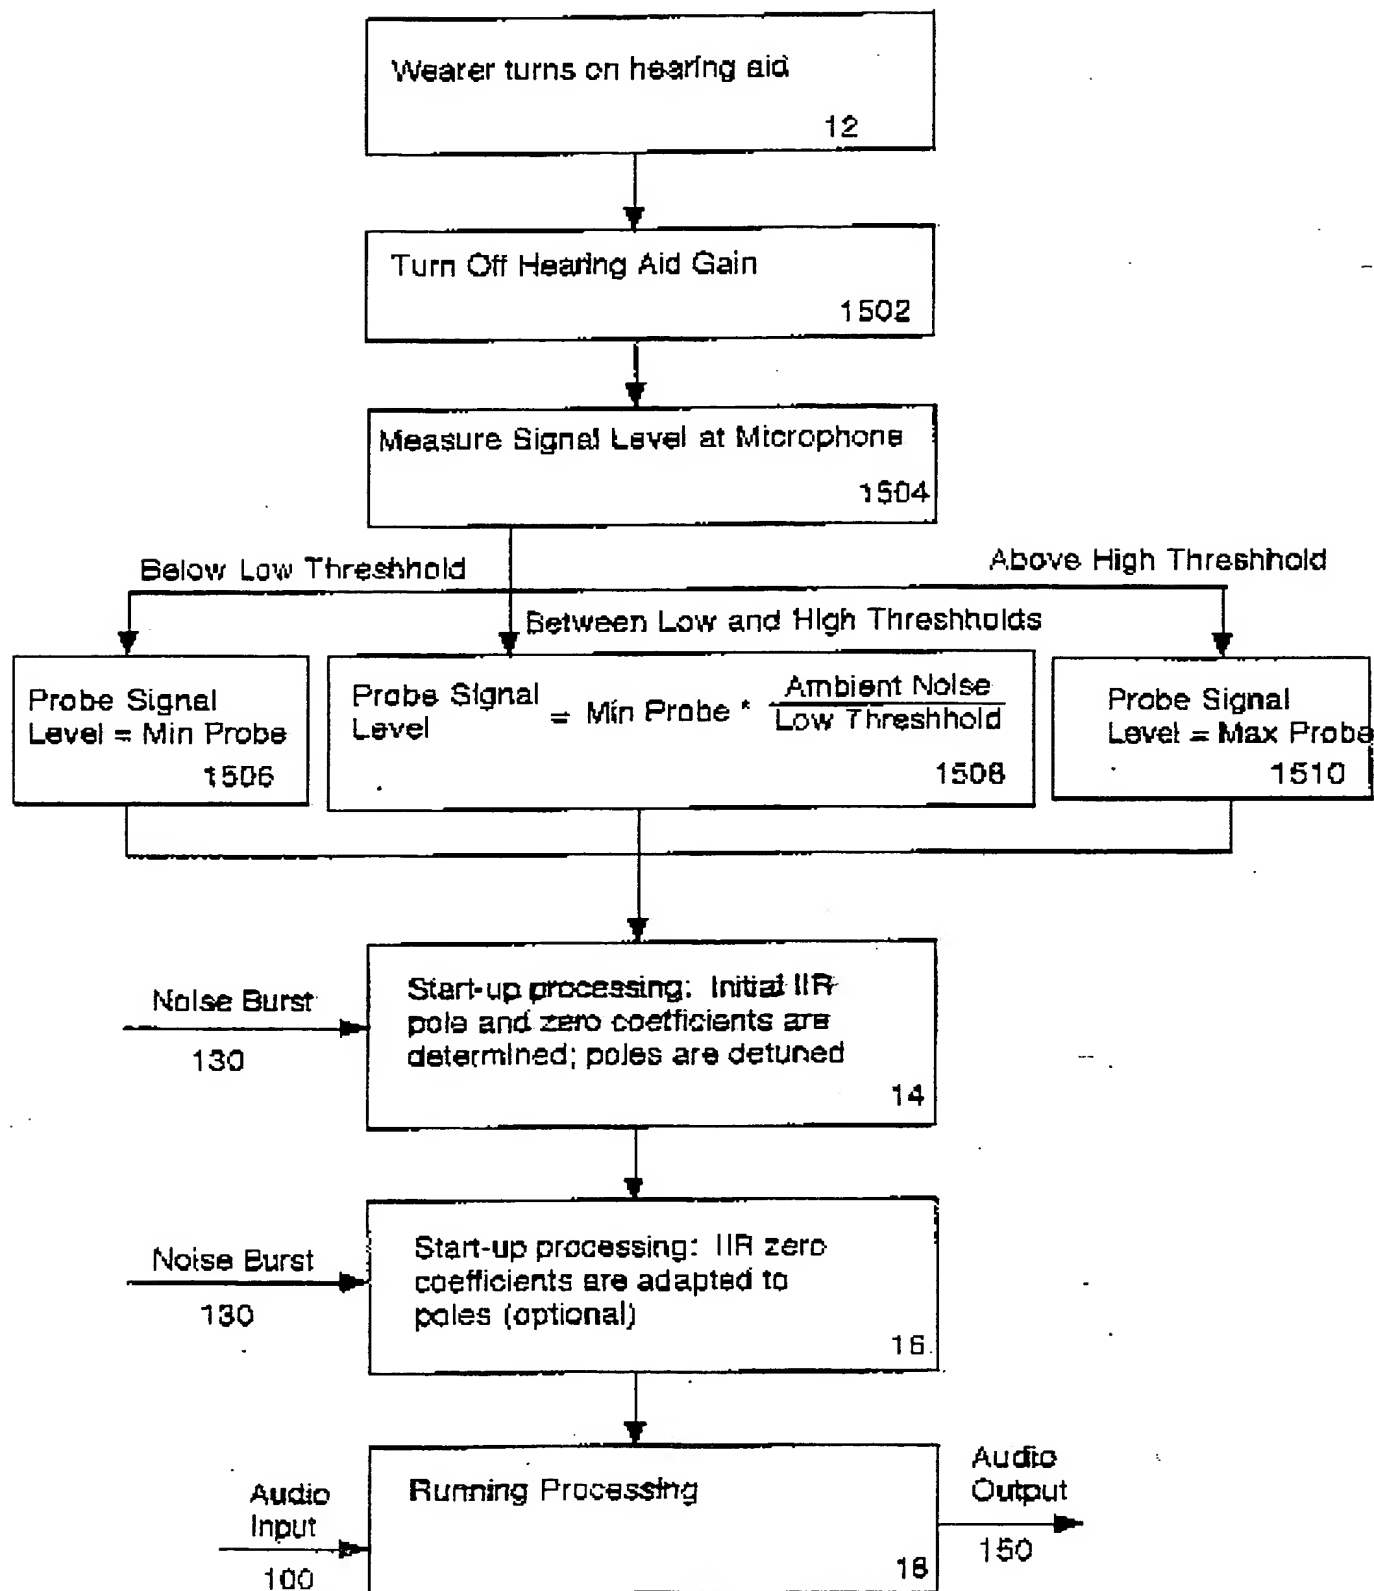 Wearer turns on hearing aid
12
Turn Off Hearing Aid Gain
1502
Measure Signal Level at Microphone
1504
Below Low Threshhold
Above High Threshhold
Between Low and High Threshholds
Probe Signal
Level = Min Probe
1506
Probe Signal
Level
= Min Probe *
Ambient Noise
Low Threshhold
1508
Probe Signal
Level = Max Probe
1510
Noise Burst
130
Start-up processing: Initial IIR
pole and zero coefficients are
determined; poles are detuned
14
Noise Burst
130
Start-up processing: IIR zero
coefficients are adapted to
poles (optional)
16
Audio
Input
100
Running Processing
18
Audio
Output
150